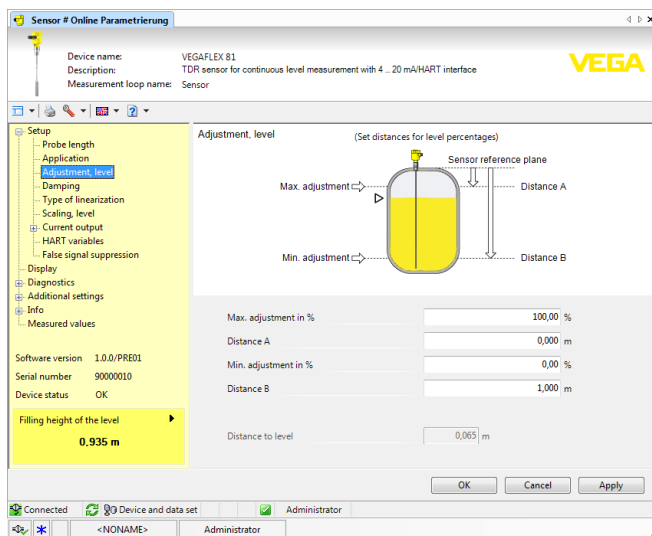 Sensor # Online Parametrierung
Device name: VEGAFLEX 81
Description: TDR sensor for continuous level measurement with 4 .. 20 mA/HART interface
Measurement loop name: Sensor
VEGA
Setup
Probe length
Application
Adjustment, level
Damping
Type of linearization
Scaling, level
Current output
HART variables
False signal suppression
Display
Diagnostics
Additional settings
Info
Measured values
Software version 1.0.0/PRE01
Serial number 90000010
Device status OK
Filling height of the level
0,935 m
Adjustment, level (Set distances for level percentages)
Sensor reference plane
Max. adjustment Distance A
Min. adjustment Distance B
Max. adjustment in % 100,00 %
Distance A 0,000 m
Min. adjustment in % 0,00 %
Distance B 1,000 m
Distance to level 0,065 m
OK Cancel Apply
Connected Device and data set Administrator
<NONAME> Administrator